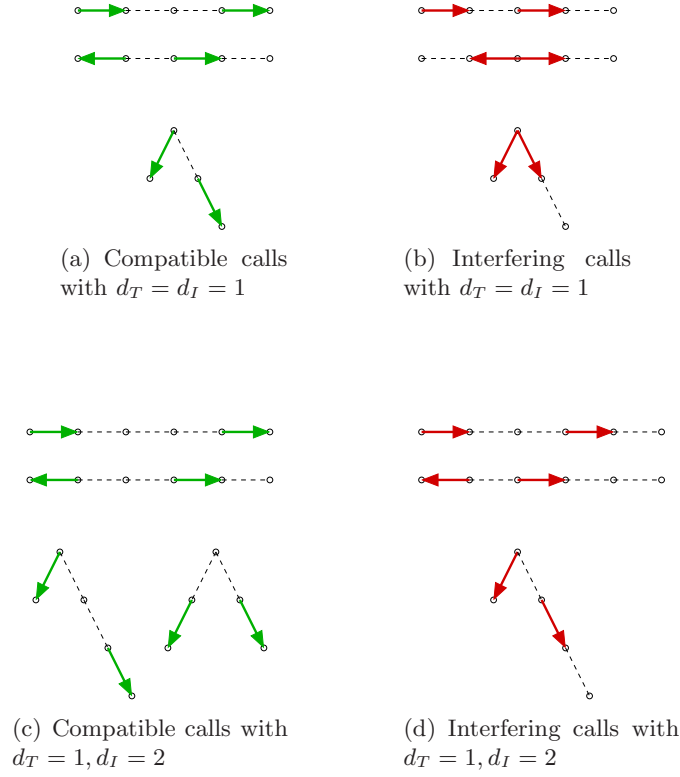 (a) Compatible calls
with $d_T = d_I = 1$
(b) Interfering calls
with $d_T = d_I = 1$
(c) Compatible calls with
$d_T = 1, d_I = 2$
(d) Interfering calls with
$d_T = 1, d_I = 2$